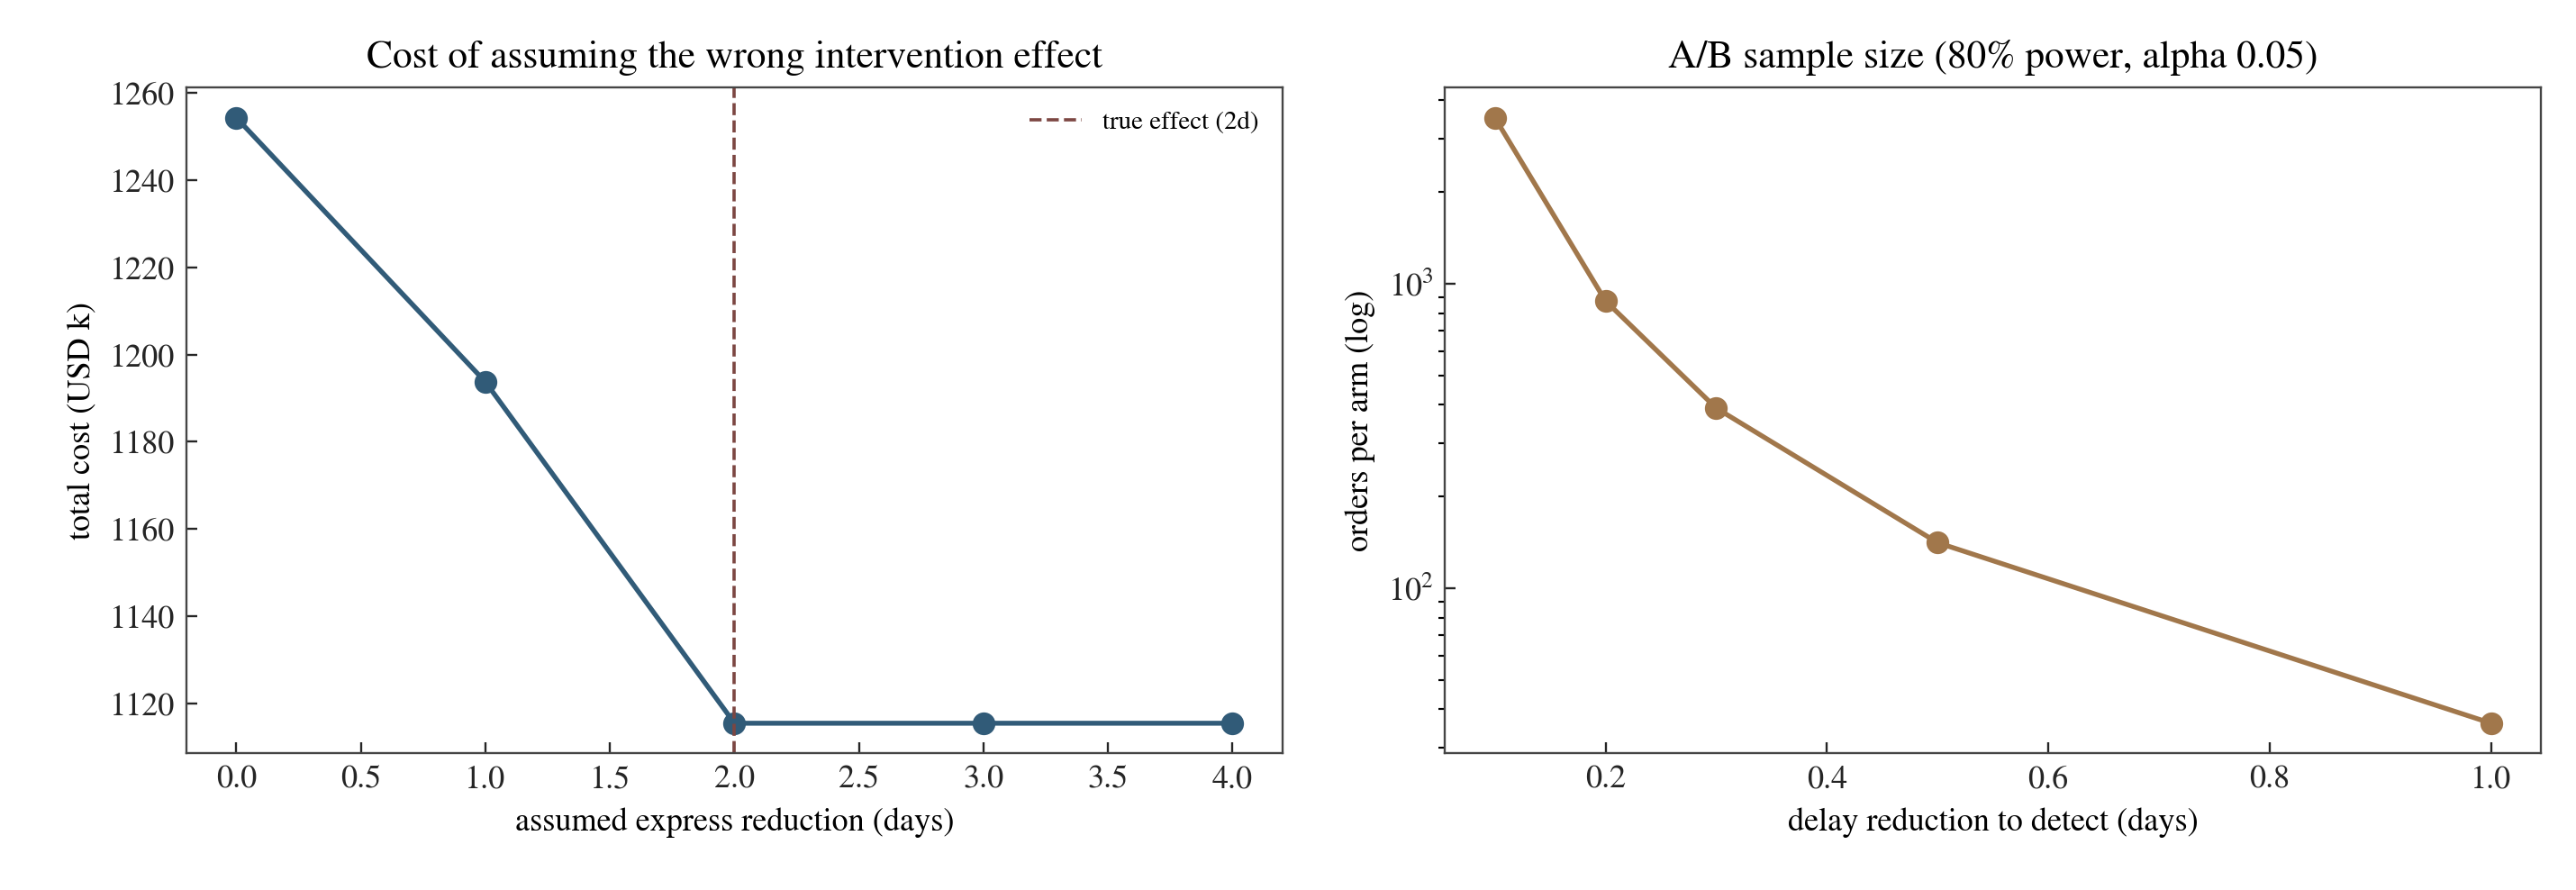 Cost of assuming the wrong intervention effect
1260
1240
1220
1200
1180
1160
1140
1120
total cost (USD k)
true effect (2d)
0.0 0.5 1.0 1.5 2.0 2.5 3.0 3.5 4.0
assumed express reduction (days)
A/B sample size (80% power, alpha 0.05)
10³
10²
orders per arm (log)
0.2 0.4 0.6 0.8 1.0
delay reduction to detect (days)